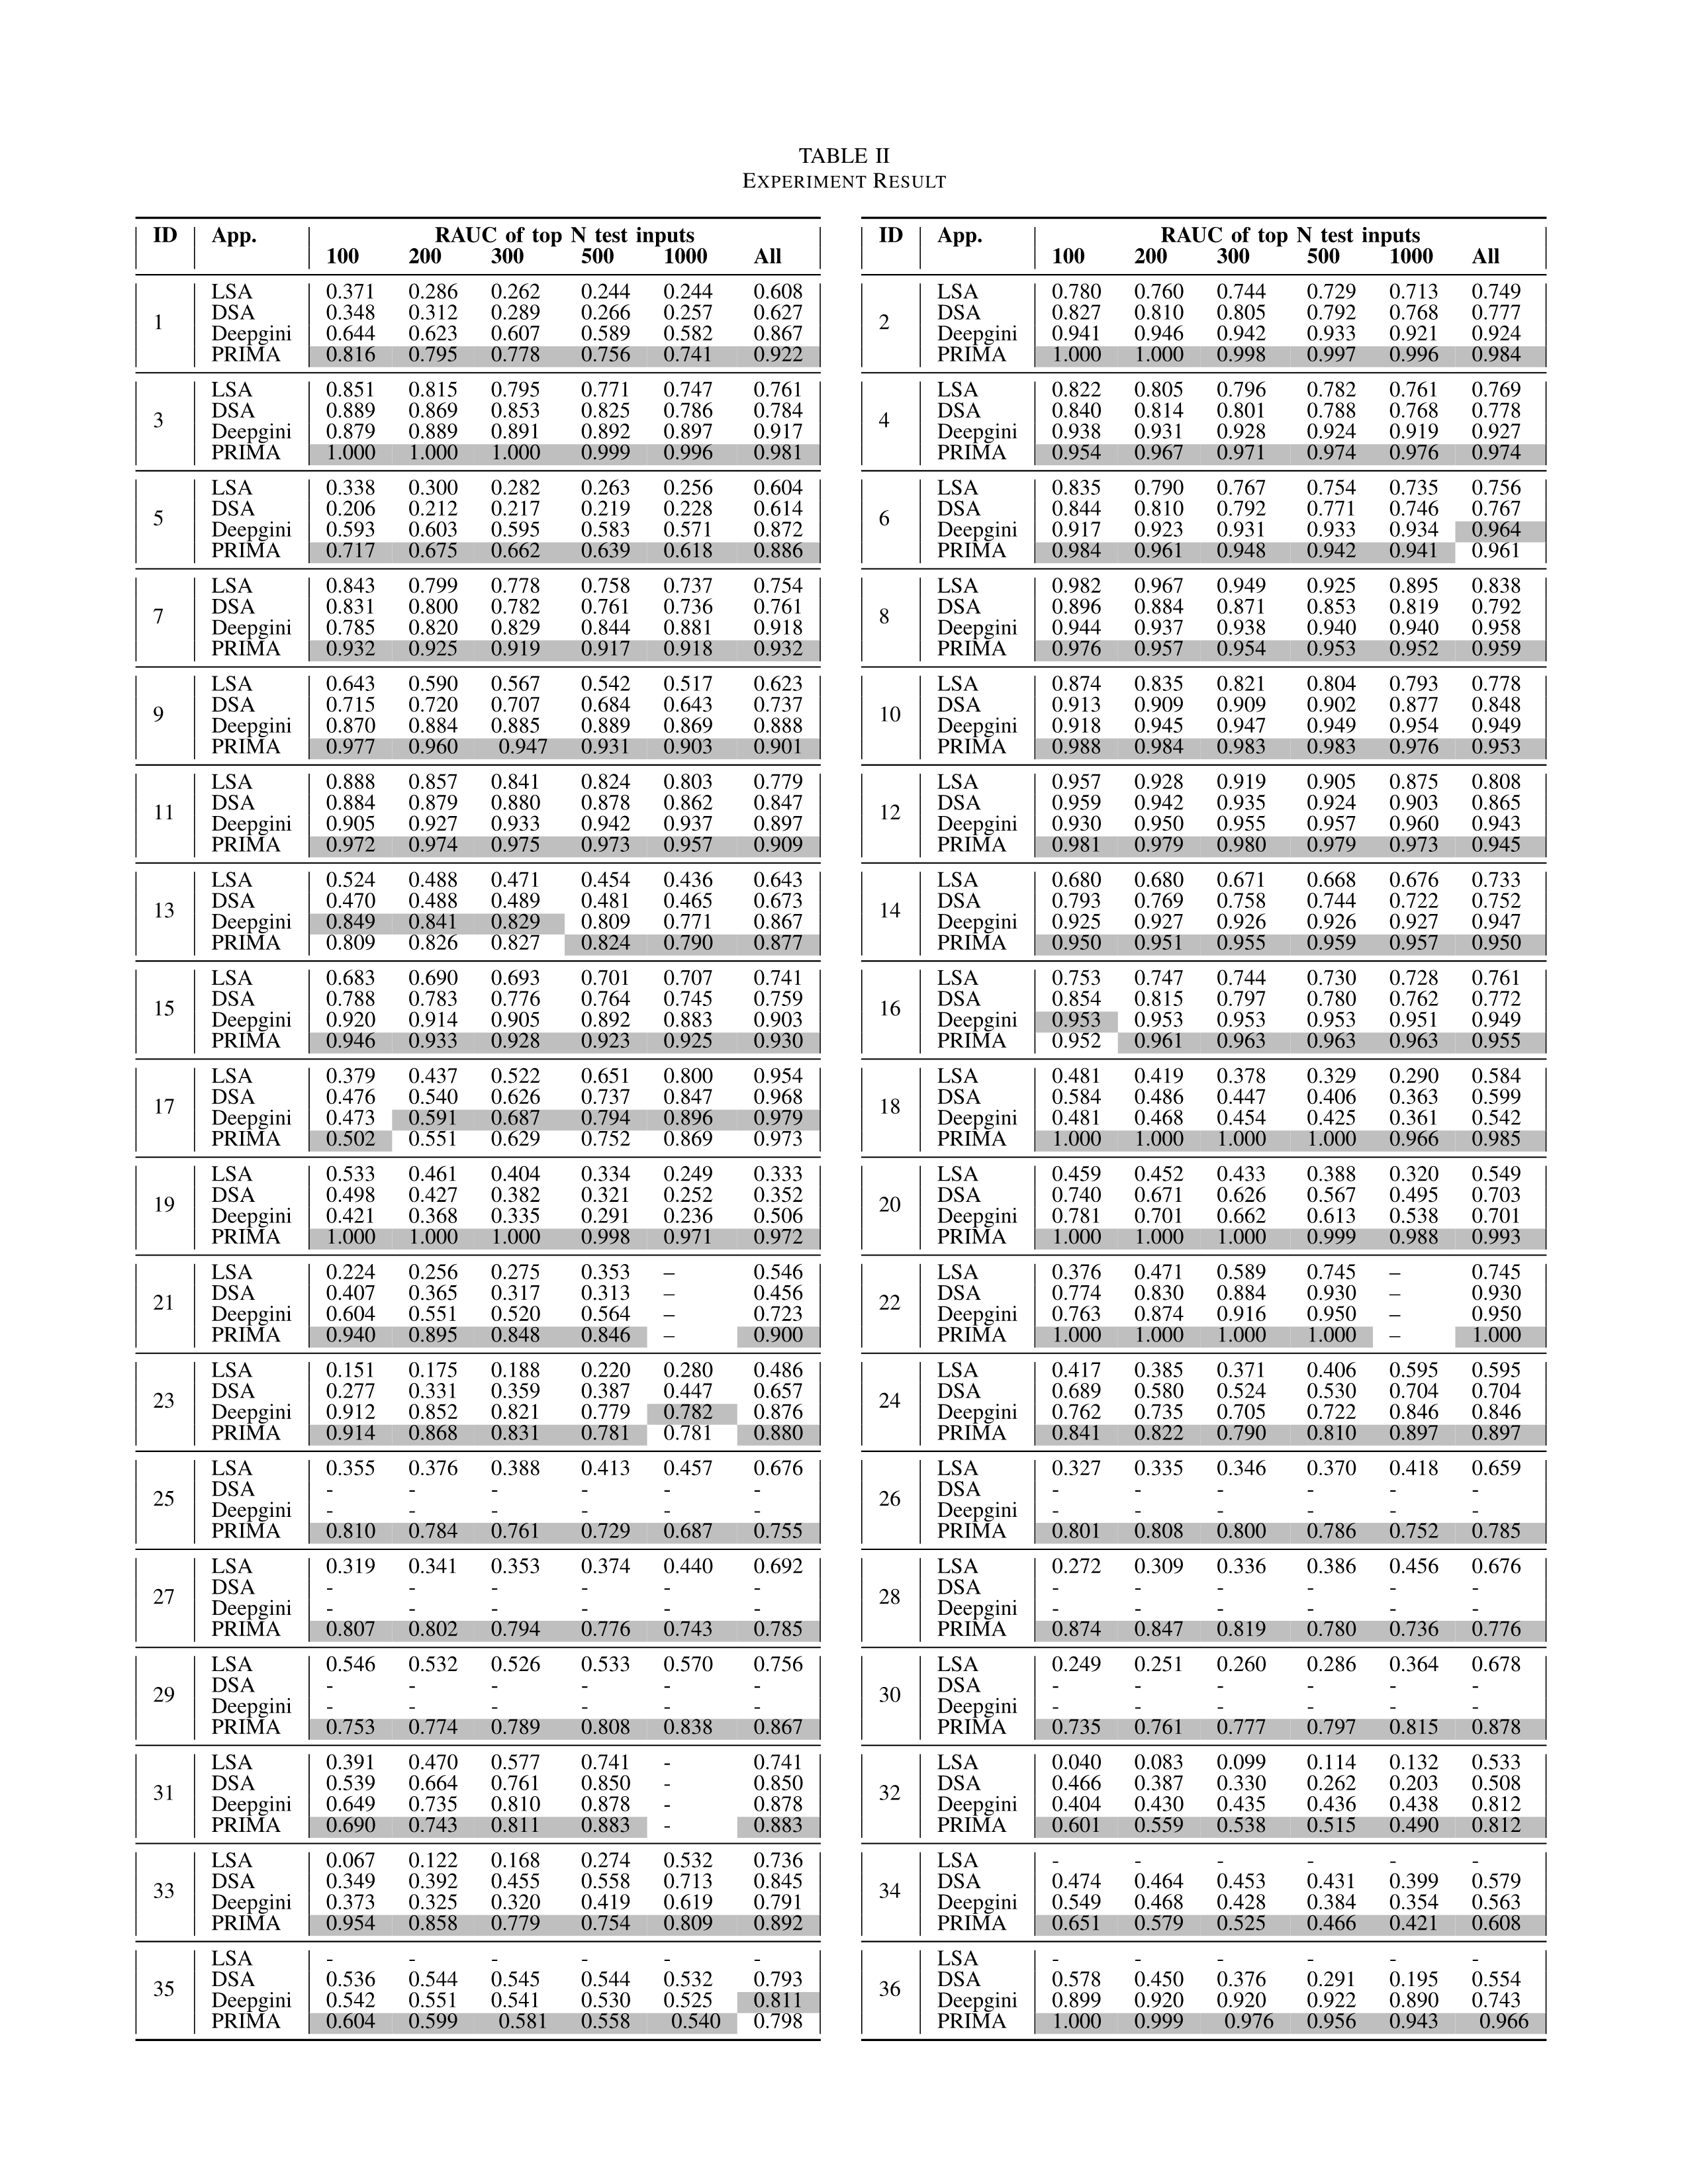 TABLE II
EXPERIMENT RESULT
ID App. RAUC of top N test inputs
100 200 300 500 1000 All
1
LSA 0.371 0.286 0.262 0.244 0.244 0.608
DSA 0.348 0.312 0.289 0.266 0.257 0.627
Deepgini 0.644 0.623 0.607 0.589 0.582 0.867
PRIMA 0.816 0.795 0.778 0.756 0.741 0.922
3
LSA 0.851 0.815 0.795 0.771 0.747 0.761
DSA 0.889 0.869 0.853 0.825 0.786 0.784
Deepgini 0.879 0.889 0.891 0.892 0.897 0.917
PRIMA 1.000 1.000 1.000 0.999 0.996 0.981
5
LSA 0.338 0.300 0.282 0.263 0.256 0.604
DSA 0.206 0.212 0.217 0.219 0.228 0.614
Deepgini 0.593 0.603 0.595 0.583 0.571 0.872
PRIMA 0.717 0.675 0.662 0.639 0.618 0.886
7
LSA 0.843 0.799 0.778 0.758 0.737 0.754
DSA 0.831 0.800 0.782 0.761 0.736 0.761
Deepgini 0.785 0.820 0.829 0.844 0.881 0.918
PRIMA 0.932 0.925 0.919 0.917 0.918 0.932
9
LSA 0.643 0.590 0.567 0.542 0.517 0.623
DSA 0.715 0.720 0.707 0.684 0.643 0.737
Deepgini 0.870 0.884 0.885 0.889 0.869 0.888
PRIMA 0.977 0.960 0.947 0.931 0.903 0.901
11
LSA 0.888 0.857 0.841 0.824 0.803 0.779
DSA 0.884 0.879 0.880 0.878 0.862 0.847
Deepgini 0.905 0.927 0.933 0.942 0.937 0.897
PRIMA 0.972 0.974 0.975 0.973 0.957 0.909
13
LSA 0.524 0.488 0.471 0.454 0.436 0.643
DSA 0.470 0.488 0.489 0.481 0.465 0.673
Deepgini 0.849 0.841 0.829 0.809 0.771 0.867
PRIMA 0.809 0.826 0.827 0.824 0.790 0.877
15
LSA 0.683 0.690 0.693 0.701 0.707 0.741
DSA 0.788 0.783 0.776 0.764 0.745 0.759
Deepgini 0.920 0.914 0.905 0.892 0.883 0.903
PRIMA 0.946 0.933 0.928 0.923 0.925 0.930
17
LSA 0.379 0.437 0.522 0.651 0.800 0.954
DSA 0.476 0.540 0.626 0.737 0.847 0.968
Deepgini 0.473 0.591 0.687 0.794 0.896 0.979
PRIMA 0.502 0.551 0.629 0.752 0.869 0.973
19
LSA 0.533 0.461 0.404 0.334 0.249 0.333
DSA 0.498 0.427 0.382 0.321 0.252 0.352
Deepgini 0.421 0.368 0.335 0.291 0.236 0.506
PRIMA 1.000 1.000 1.000 0.998 0.971 0.972
21
LSA 0.224 0.256 0.275 0.353 – 0.546
DSA 0.407 0.365 0.317 0.313 – 0.456
Deepgini 0.604 0.551 0.520 0.564 – 0.723
PRIMA 0.940 0.895 0.848 0.846 – 0.900
23
LSA 0.151 0.175 0.188 0.220 0.280 0.486
DSA 0.277 0.331 0.359 0.387 0.447 0.657
Deepgini 0.912 0.852 0.821 0.779 0.782 0.876
PRIMA 0.914 0.868 0.831 0.781 0.781 0.880
25
LSA 0.355 0.376 0.388 0.413 0.457 0.676
DSA - - - - - -
Deepgini - - - - - -
PRIMA 0.810 0.784 0.761 0.729 0.687 0.755
27
LSA 0.319 0.341 0.353 0.374 0.440 0.692
DSA - - - - - -
Deepgini - - - - - -
PRIMA 0.807 0.802 0.794 0.776 0.743 0.785
29
LSA 0.546 0.532 0.526 0.533 0.570 0.756
DSA - - - - - -
Deepgini - - - - - -
PRIMA 0.753 0.774 0.789 0.808 0.838 0.867
31
LSA 0.391 0.470 0.577 0.741 - 0.741
DSA 0.539 0.664 0.761 0.850 - 0.850
Deepgini 0.649 0.735 0.810 0.878 - 0.878
PRIMA 0.690 0.743 0.811 0.883 - 0.883
33
LSA 0.067 0.122 0.168 0.274 0.532 0.736
DSA 0.349 0.392 0.455 0.558 0.713 0.845
Deepgini 0.373 0.325 0.320 0.419 0.619 0.791
PRIMA 0.954 0.858 0.779 0.754 0.809 0.892
35
LSA - - - - - -
DSA 0.536 0.544 0.545 0.544 0.532 0.793
Deepgini 0.542 0.551 0.541 0.530 0.525 0.811
PRIMA 0.604 0.599 0.581 0.558 0.540 0.798
ID App. RAUC of top N test inputs
100 200 300 500 1000 All
2
LSA 0.780 0.760 0.744 0.729 0.713 0.749
DSA 0.827 0.810 0.805 0.792 0.768 0.777
Deepgini 0.941 0.946 0.942 0.933 0.921 0.924
PRIMA 1.000 1.000 0.998 0.997 0.996 0.984
4
LSA 0.822 0.805 0.796 0.782 0.761 0.769
DSA 0.840 0.814 0.801 0.788 0.768 0.778
Deepgini 0.938 0.931 0.928 0.924 0.919 0.927
PRIMA 0.954 0.967 0.971 0.974 0.976 0.974
6
LSA 0.835 0.790 0.767 0.754 0.735 0.756
DSA 0.844 0.810 0.792 0.771 0.746 0.767
Deepgini 0.917 0.923 0.931 0.933 0.934 0.964
PRIMA 0.984 0.961 0.948 0.942 0.941 0.961
8
LSA 0.982 0.967 0.949 0.925 0.895 0.838
DSA 0.896 0.884 0.871 0.853 0.819 0.792
Deepgini 0.944 0.937 0.938 0.940 0.940 0.958
PRIMA 0.976 0.957 0.954 0.953 0.952 0.959
10
LSA 0.874 0.835 0.821 0.804 0.793 0.778
DSA 0.913 0.909 0.909 0.902 0.877 0.848
Deepgini 0.918 0.945 0.947 0.949 0.954 0.949
PRIMA 0.988 0.984 0.983 0.983 0.976 0.953
12
LSA 0.957 0.928 0.919 0.905 0.875 0.808
DSA 0.959 0.942 0.935 0.924 0.903 0.865
Deepgini 0.930 0.950 0.955 0.957 0.960 0.943
PRIMA 0.981 0.979 0.980 0.979 0.973 0.945
14
LSA 0.680 0.680 0.671 0.668 0.676 0.733
DSA 0.793 0.769 0.758 0.744 0.722 0.752
Deepgini 0.925 0.927 0.926 0.926 0.927 0.947
PRIMA 0.950 0.951 0.955 0.959 0.957 0.950
16
LSA 0.753 0.747 0.744 0.730 0.728 0.761
DSA 0.854 0.815 0.797 0.780 0.762 0.772
Deepgini 0.953 0.953 0.953 0.953 0.951 0.949
PRIMA 0.952 0.961 0.963 0.963 0.963 0.955
18
LSA 0.481 0.419 0.378 0.329 0.290 0.584
DSA 0.584 0.486 0.447 0.406 0.363 0.599
Deepgini 0.481 0.468 0.454 0.425 0.361 0.542
PRIMA 1.000 1.000 1.000 1.000 0.966 0.985
20
LSA 0.459 0.452 0.433 0.388 0.320 0.549
DSA 0.740 0.671 0.626 0.567 0.495 0.703
Deepgini 0.781 0.701 0.662 0.613 0.538 0.701
PRIMA 1.000 1.000 1.000 0.999 0.988 0.993
22
LSA 0.376 0.471 0.589 0.745 – 0.745
DSA 0.774 0.830 0.884 0.930 – 0.930
Deepgini 0.763 0.874 0.916 0.950 – 0.950
PRIMA 1.000 1.000 1.000 1.000 – 1.000
24
LSA 0.417 0.385 0.371 0.406 0.595 0.595
DSA 0.689 0.580 0.524 0.530 0.704 0.704
Deepgini 0.762 0.735 0.705 0.722 0.846 0.846
PRIMA 0.841 0.822 0.790 0.810 0.897 0.897
26
LSA 0.327 0.335 0.346 0.370 0.418 0.659
DSA - - - - - -
Deepgini - - - - - -
PRIMA 0.801 0.808 0.800 0.786 0.752 0.785
28
LSA 0.272 0.309 0.336 0.386 0.456 0.676
DSA - - - - - -
Deepgini - - - - - -
PRIMA 0.874 0.847 0.819 0.780 0.736 0.776
30
LSA 0.249 0.251 0.260 0.286 0.364 0.678
DSA - - - - - -
Deepgini - - - - - -
PRIMA 0.735 0.761 0.777 0.797 0.815 0.878
32
LSA 0.040 0.083 0.099 0.114 0.132 0.533
DSA 0.466 0.387 0.330 0.262 0.203 0.508
Deepgini 0.404 0.430 0.435 0.436 0.438 0.812
PRIMA 0.601 0.559 0.538 0.515 0.490 0.812
34
LSA - - - - - -
DSA 0.474 0.464 0.453 0.431 0.399 0.579
Deepgini 0.549 0.468 0.428 0.384 0.354 0.563
PRIMA 0.651 0.579 0.525 0.466 0.421 0.608
36
LSA - - - - - -
DSA 0.578 0.450 0.376 0.291 0.195 0.554
Deepgini 0.899 0.920 0.920 0.922 0.890 0.743
PRIMA 1.000 0.999 0.976 0.956 0.943 0.966